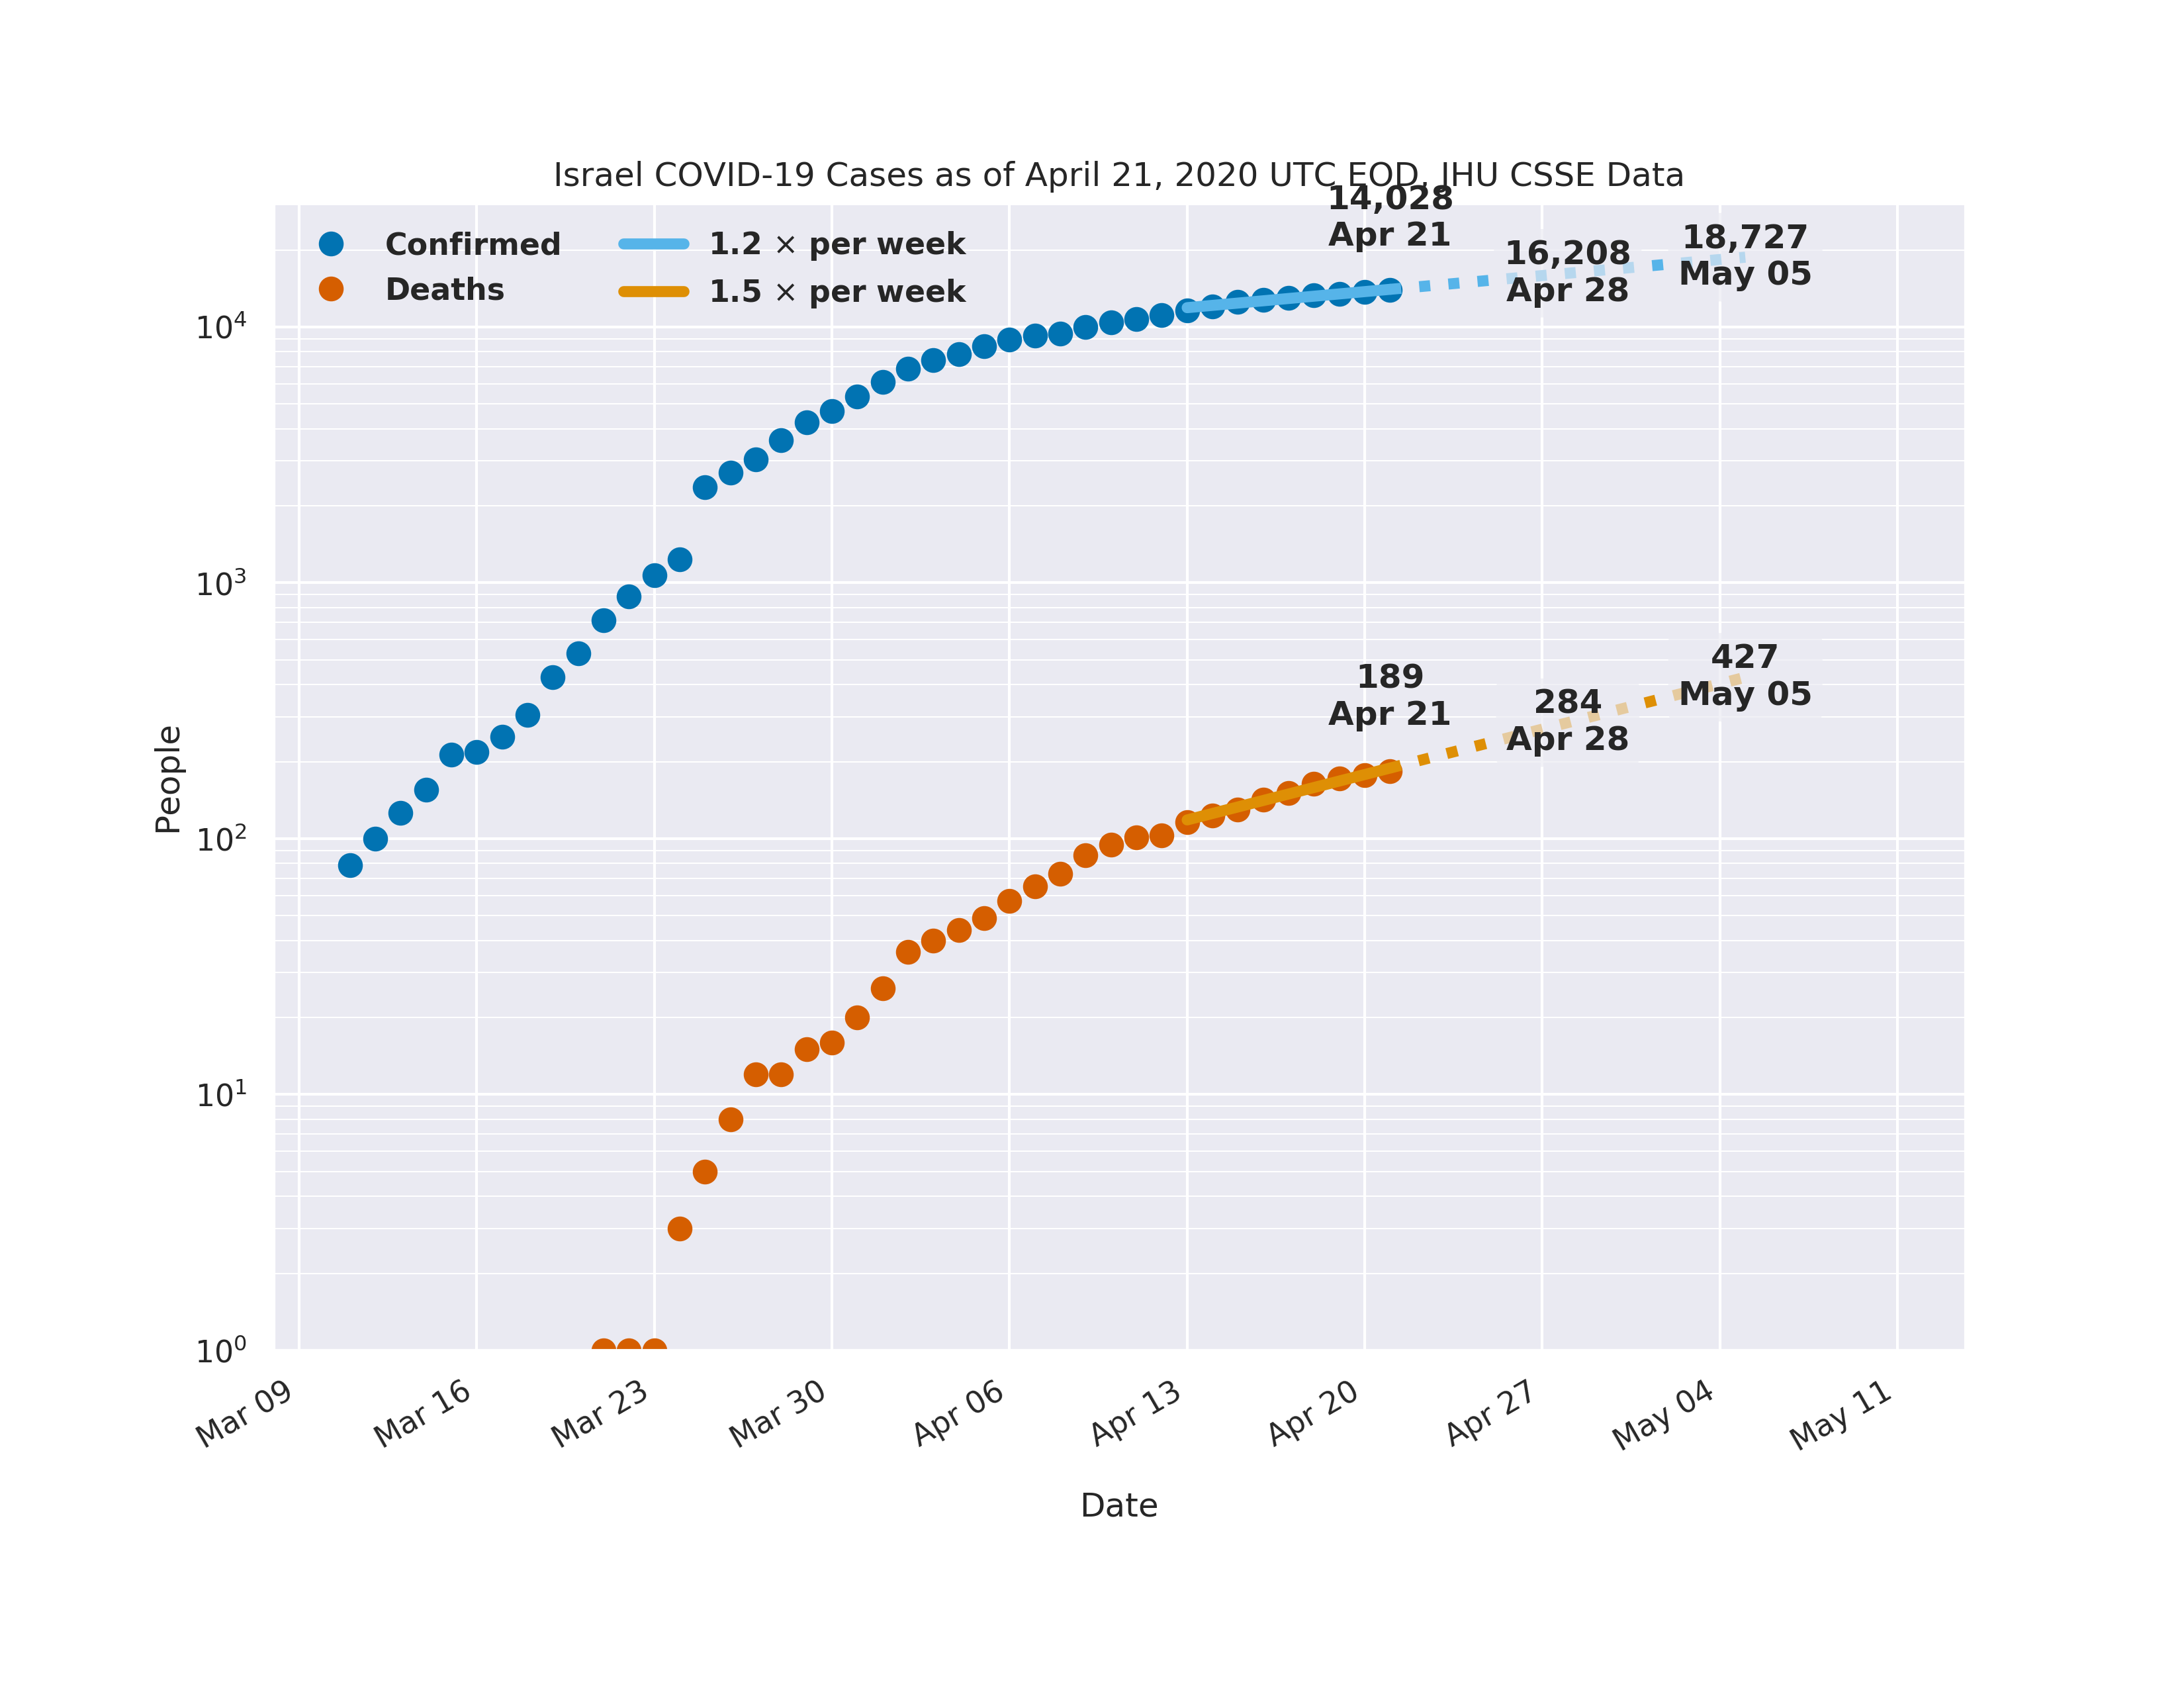 Israel COVID-19 Cases as of April 21, 2020 UTC EOD, JHU CSSE Data
Confirmed
Deaths
1.2 × per week
1.5 × per week
14,028
Apr 21
16,208
Apr 28
18,727
May 05
189
Apr 21
284
Apr 28
427
May 05
People
10⁴
10³
10²
10¹
10⁰
Mar 09
Mar 16
Mar 23
Mar 30
Apr 06
Apr 13
Apr 20
Apr 27
May 04
May 11
Date